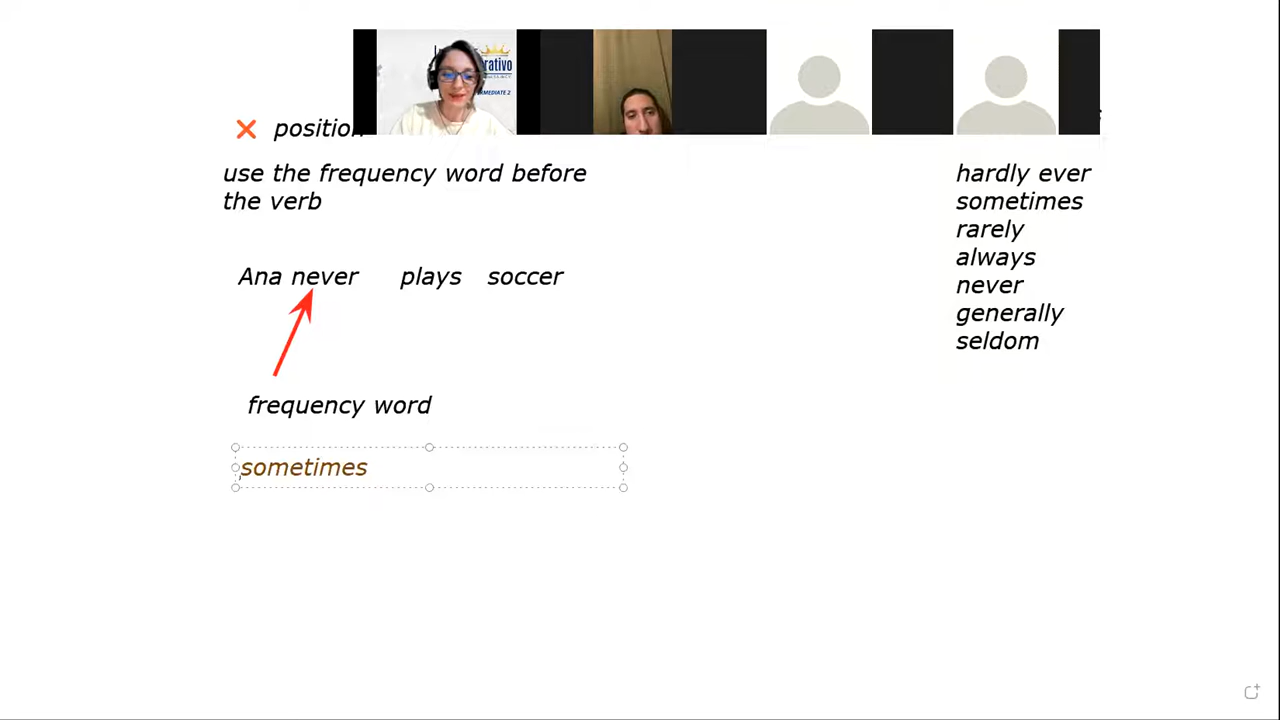 position
use the frequency word before
the verb
Ana never plays soccer
frequency word
sometimes
hardly ever
sometimes
rarely
always
never
generally
seldom